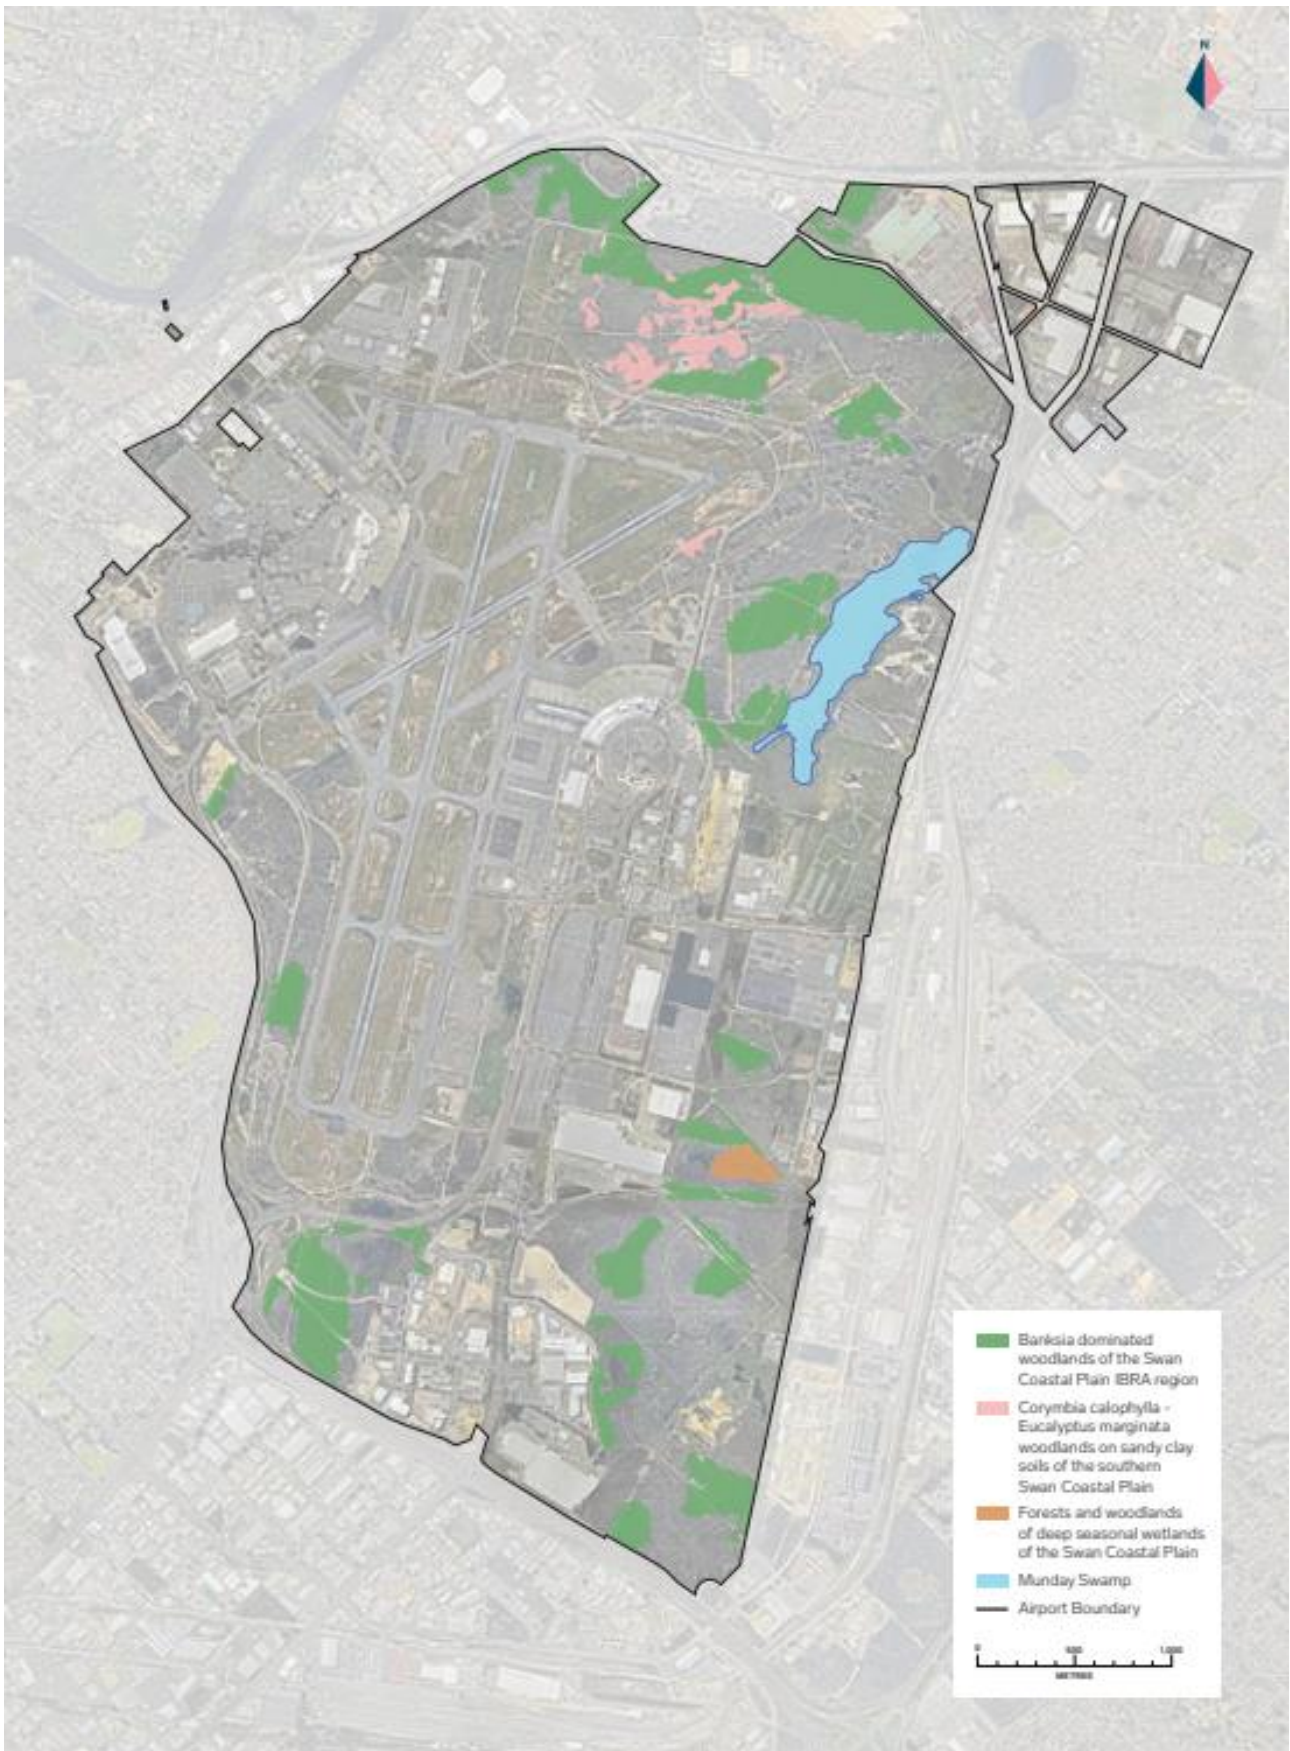 N
Banksia dominated
woodlands of the Swan
Coastal Plain IBRA region
Corymbia calophylla -
Eucalyptus marginata
woodlands on sandy clay
soils of the southern
Swan Coastal Plain
Forests and woodlands
of deep seasonal wetlands
of the Swan Coastal Plain
Munday Swamp
Airport Boundary
0 500 1,000
METRES